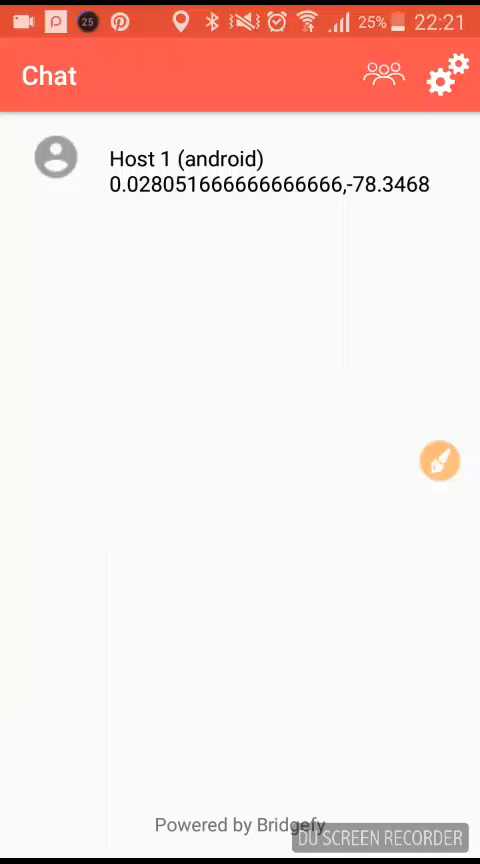 25 25% 22:21
Chat
Host 1 (android)
0.028051666666666666,-78.3468
Powered by Bridgefy
DU SCREEN RECORDER